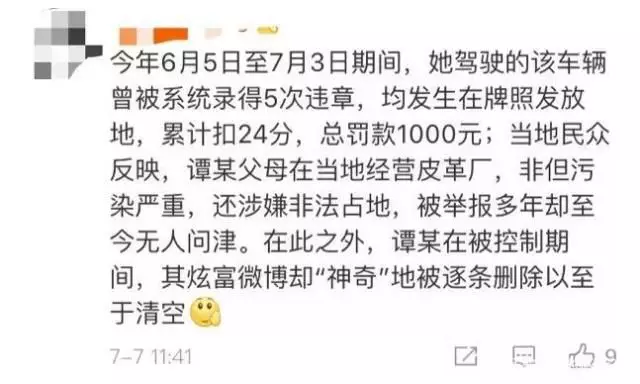 今年6月5日至7月3日期间，她驾驶的该车辆
曾被系统录得5次违章，均发生在牌照发放
地，累计扣24分，总罚款1000元；当地民众
反映，谭某父母在当地经营皮革厂，非但污
染严重，还涉嫌非法占地，被举报多年却至
今无人问津。在此之外，谭某在被控制期
间，其炫富微博却“神奇”地被逐条删除以至
于清空
7-7 11:41
9